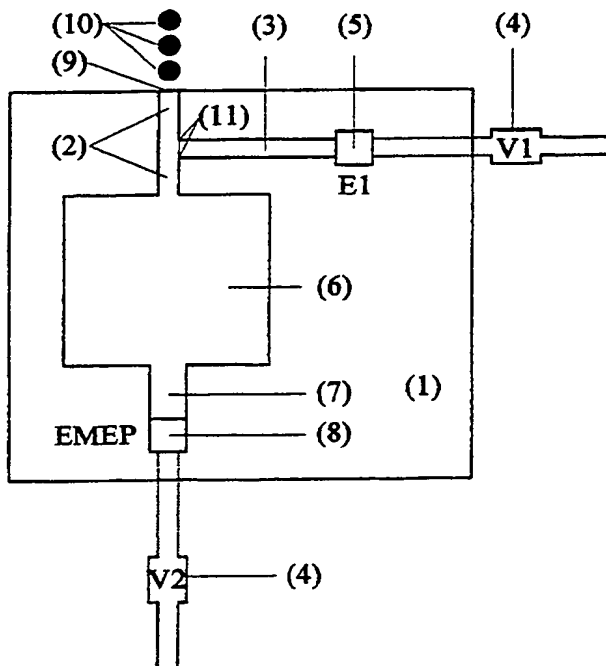 (10) (3) (5) (4)
(9)
(11)
(2)
V1
E1
(6)
(7) (1)
EMEP (8)
V2 (4)